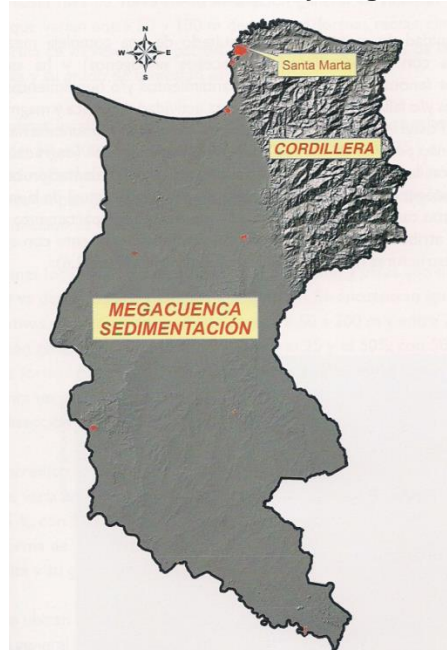 N
W E
S
Santa Marta
CORDILLERA
MEGACUENCA
SEDIMENTACIÓN